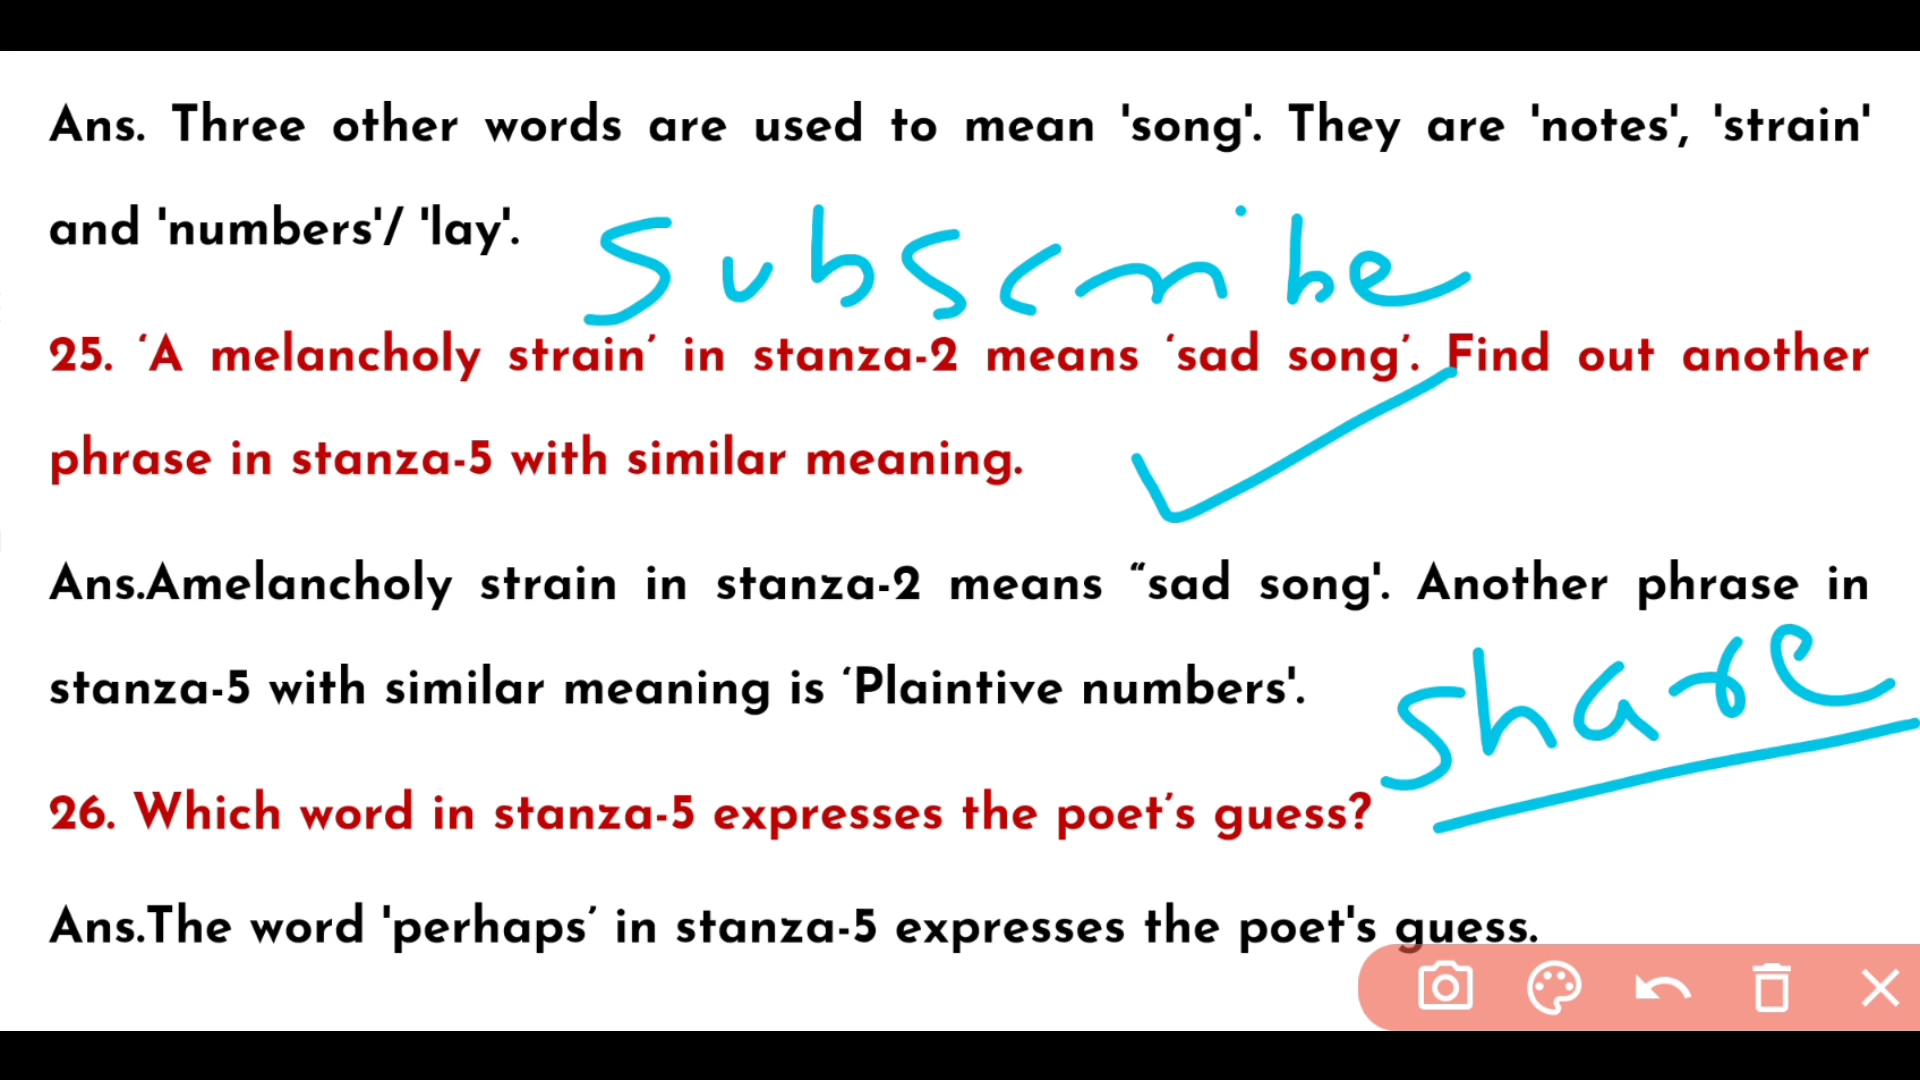 Ans. Three other words are used to mean 'song'. They are 'notes', 'strain'
and 'numbers'/ 'lay'.
Subscribe
25. ‘A melancholy strain’ in stanza-2 means ‘sad song’. Find out another
phrase in stanza-5 with similar meaning.
Ans.Amelancholy strain in stanza-2 means “sad song'. Another phrase in
stanza-5 with similar meaning is ‘Plaintive numbers'.
Share
26. Which word in stanza-5 expresses the poet’s guess?
Ans.The word 'perhaps’ in stanza-5 expresses the poet's guess.